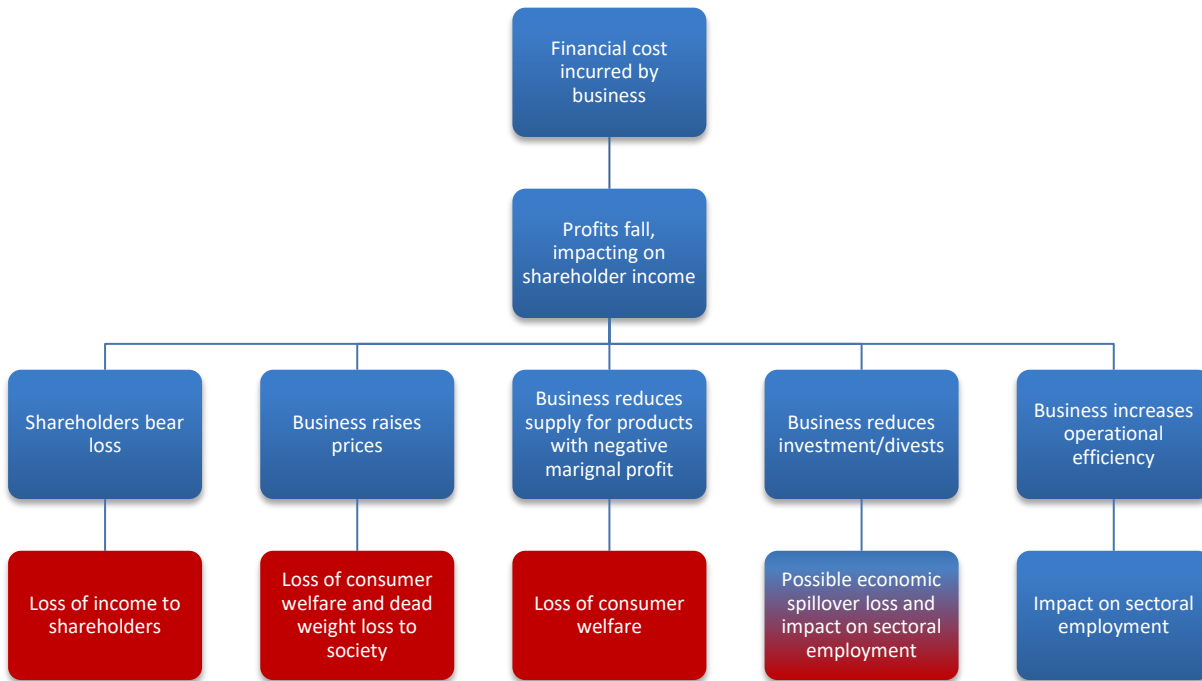 Financial cost
incurred by
business
Profits fall,
impacting on
shareholder income
Shareholders bear
loss
Business raises
prices
Business reduces
supply for products
with negative
marignal profit
Business reduces
investment/divests
Business increases
operational
efficiency
Loss of income to
shareholders
Loss of consumer
welfare and dead
weight loss to
society
Loss of consumer
welfare
Possible economic
spillover loss and
impact on sectoral
employment
Impact on sectoral
employment